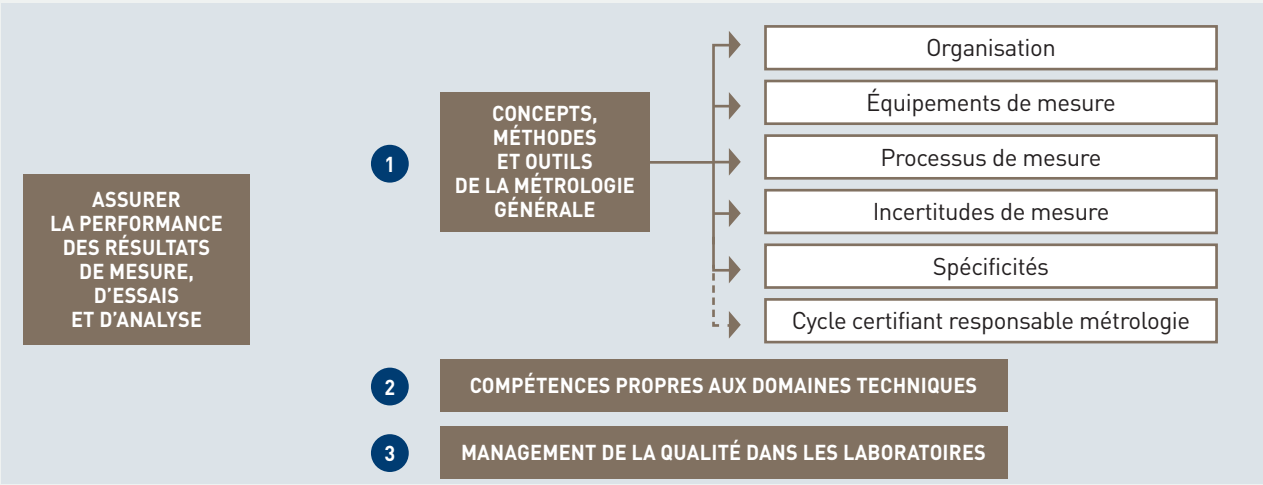 ASSURER
LA PERFORMANCE
DES RÉSULTATS
DE MESURE,
D'ESSAIS
ET D'ANALYSE
1
CONCEPTS,
MÉTHODES
ET OUTILS
DE LA MÉTROLOGIE
GÉNÉRALE
Organisation
Équipements de mesure
Processus de mesure
Incertitudes de mesure
Spécificités
Cycle certifiant responsable métrologie
2
COMPÉTENCES PROPRES AUX DOMAINES TECHNIQUES
3
MANAGEMENT DE LA QUALITÉ DANS LES LABORATOIRES